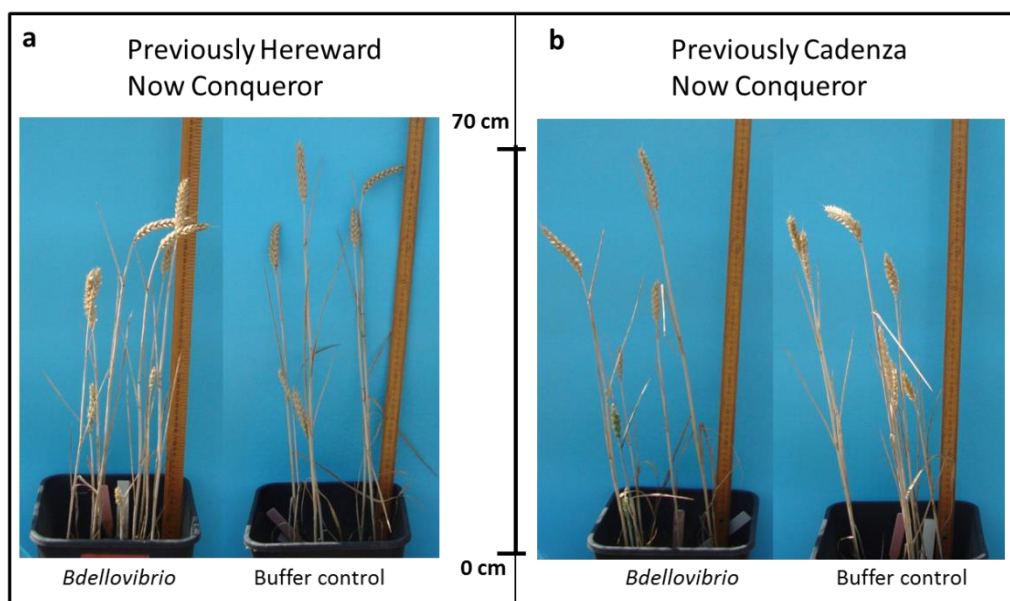 a
Previously Hereward
Now Conqueror
b
Previously Cadenza
Now Conqueror
70 cm
0 cm
Bdellovibrio
Buffer control
Bdellovibrio
Buffer control